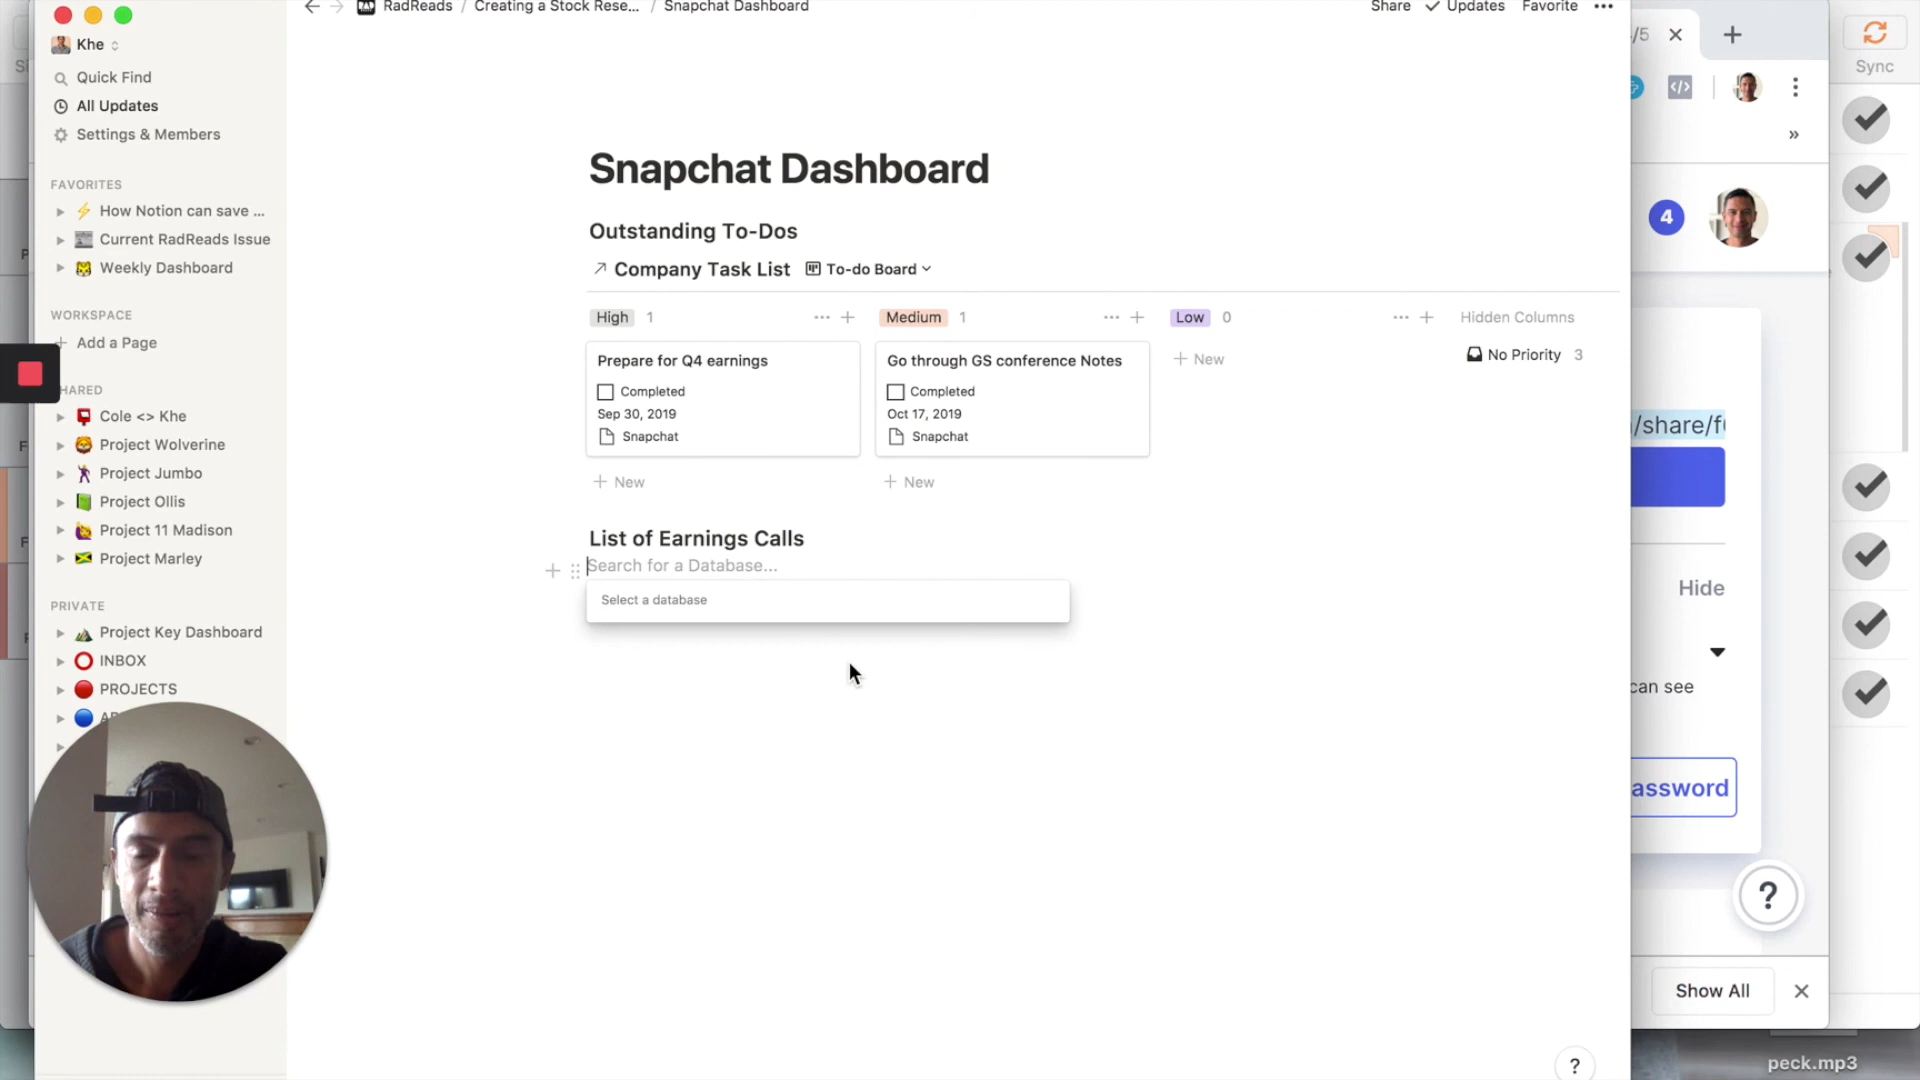 RadReads / Creating a Stock Rese... / Snapchat Dashboard
Share Updates Favorite
Khe
Quick Find
All Updates
Settings & Members
FAVORITES
How Notion can save ...
Current RadReads Issue
Weekly Dashboard
WORKSPACE
+ Add a Page
HARED
Cole <> Khe
Project Wolverine
Project Jumbo
Project Ollis
Project 11 Madison
Project Marley
PRIVATE
Project Key Dashboard
INBOX
PROJECTS
Snapchat Dashboard
Outstanding To-Dos
Company Task List To-do Board
High 1
Medium 1
Low 0
Hidden Columns
Prepare for Q4 earnings
Completed
Sep 30, 2019
Snapchat
+ New
Go through GS conference Notes
Completed
Oct 17, 2019
Snapchat
+ New
+ New
No Priority 3
List of Earnings Calls
Search for a Database...
Select a database
?
/5
»
4
/share/f
Hide
can see
assword
?
Show All
Sync
peck.mp3